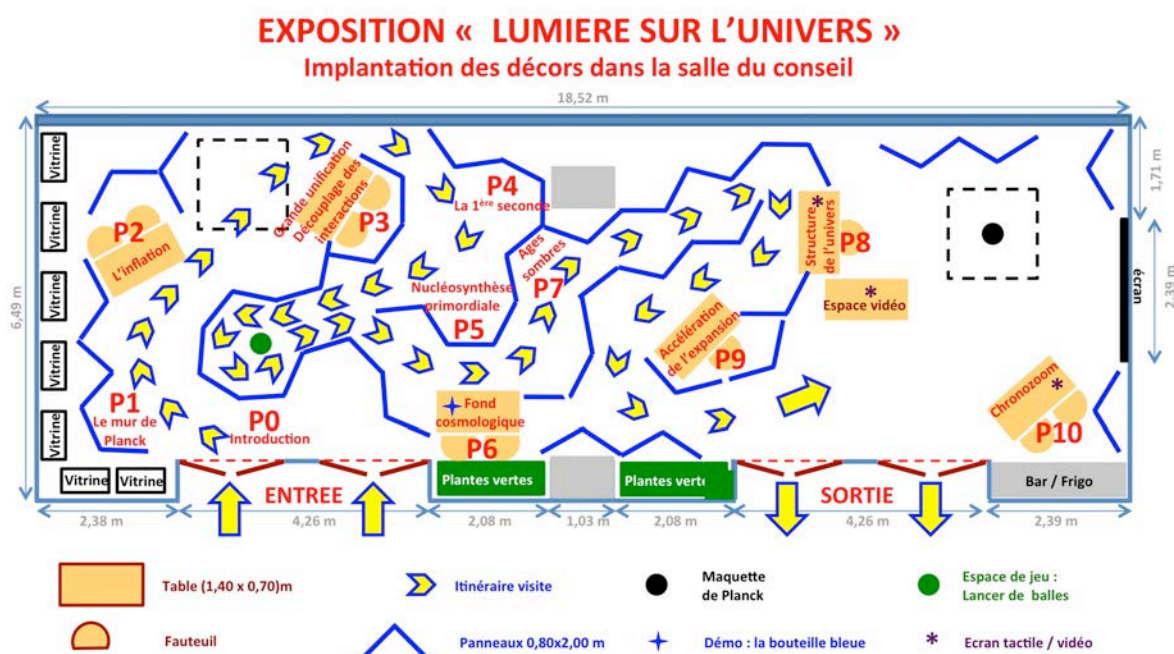 EXPOSITION « LUMIERE SUR L'UNIVERS »
Implantation des décors dans la salle du conseil
18,52 m
6,49 m
1,71 m
2,39 m
écran
Vitrine
Vitrine
Vitrine
Vitrine
Vitrine
Vitrine
Vitrine
P2
L'inflation
P1
Le mur de
Planck
P0
Introduction
Grande unification
Découplage des
interactions
P3
P4
La 1ère seconde
Nucléosynthèse
primordiale
P5
Ages
sombres
P7
Fond
cosmologique
P6
Structure
de l'univers
P8
Espace vidéo
Accélération
de l'expansion
P9
Chronozoom
P10
ENTREE
Plantes vertes
Plantes verte
SORTIE
Bar / Frigo
2,38 m
4,26 m
2,08 m
1,03 m
2,08 m
4,26 m
2,39 m
Table (1,40 x 0,70)m
Itinéraire visite
Maquette
de Planck
Espace de jeu :
Lancer de balles
Fauteuil
Panneaux 0,80x2,00 m
Démo : la bouteille bleue
* Ecran tactile / vidéo